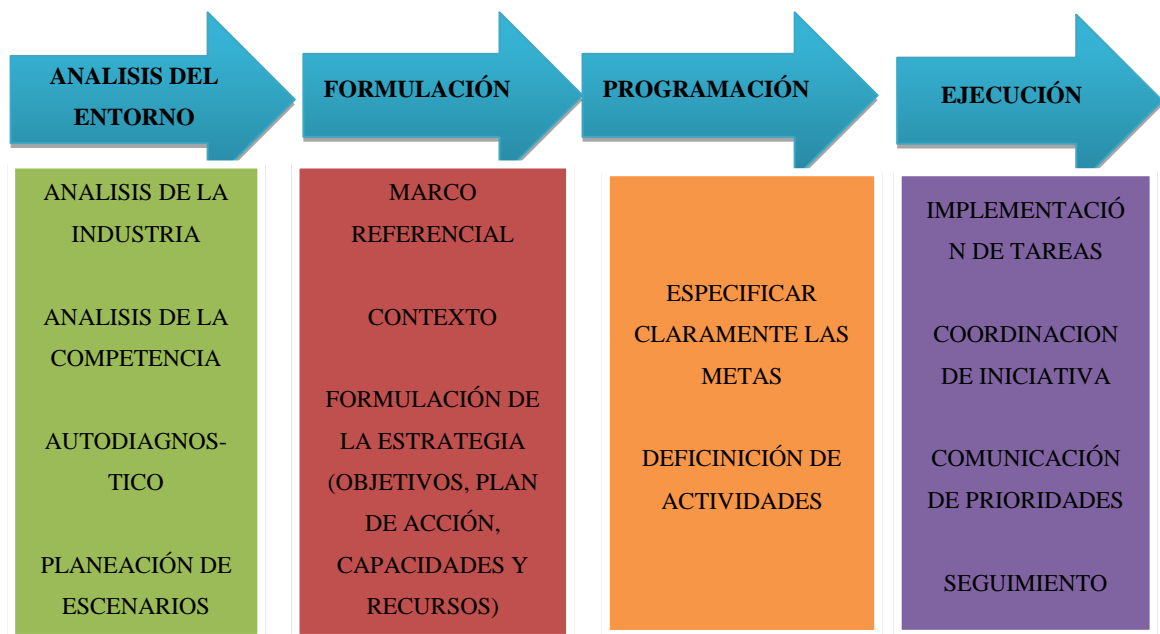 ANALISIS DEL
ENTORNO
FORMULACIÓN
PROGRAMACIÓN
EJECUCIÓN
ANALISIS DE LA
INDUSTRIA
ANALISIS DE LA
COMPETENCIA
AUTODIAGNOS-
TICO
PLANEACIÓN DE
ESCENARIOS
MARCO
REFERENCIAL
CONTEXTO
FORMULACIÓN DE
LA ESTRATEGIA
(OBJETIVOS, PLAN
DE ACCIÓN,
CAPACIDADES Y
RECURSOS)
ESPECIFICAR
CLARAMENTE LAS
METAS
DEFICINICIÓN DE
ACTIVIDADES
IMPLEMENTACIÓ
N DE TAREAS
COORDINACION
DE INICIATIVA
COMUNICACIÓN
DE PRIORIDADES
SEGUIMIENTO